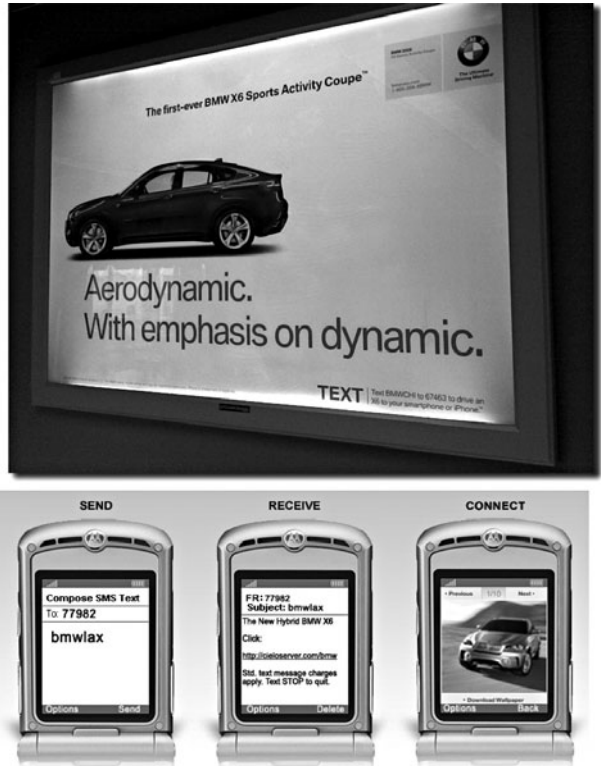 The first-ever BMW X6 Sports Activity Coupe™
The Ultimate
Driving Machine
Aerodynamic.
With emphasis on dynamic.
TEXT
Text BMWCHI to 67463 to drive an
X6 to your smartphone or iPhone.™
SEND
RECEIVE
CONNECT
Compose SMS Text
To: 77982
bmwlax
Options
Send
FR: 77982
Subject: bmwlax
The New Hybrid BMW X6
Click:
http://cieloserver.com/bmw
Std. text message charges
apply. Text STOP to quit.
Options
Delete
• Previous
1/10
Next •
• Download Wallpaper
Options
Back